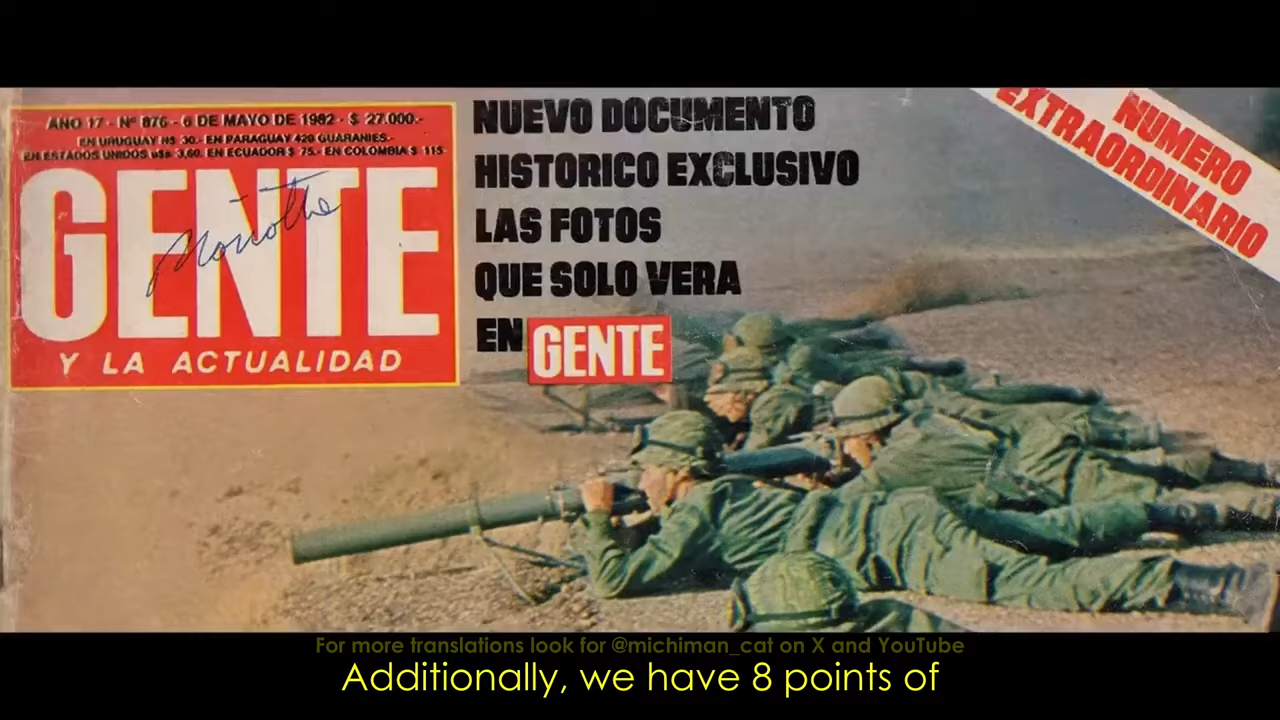 AÑO 17 - Nº 876 - 6 DE MAYO DE 1982 - $ 27.000.-
EN URUGUAY N$ 30.- EN PARAGUAY 420 GUARANIES.-
EN ESTADOS UNIDOS u$s 3,60. EN ECUADOR $ 75.- EN COLOMBIA $ 115.
GENTE
Y LA ACTUALIDAD
NUEVO DOCUMENTO
HISTORICO EXCLUSIVO
LAS FOTOS
QUE SOLO VERA
EN GENTE
NUMERO
EXTRAORDINARIO
For more translations look for @michiman_cat on X and YouTube
Additionally, we have 8 points of